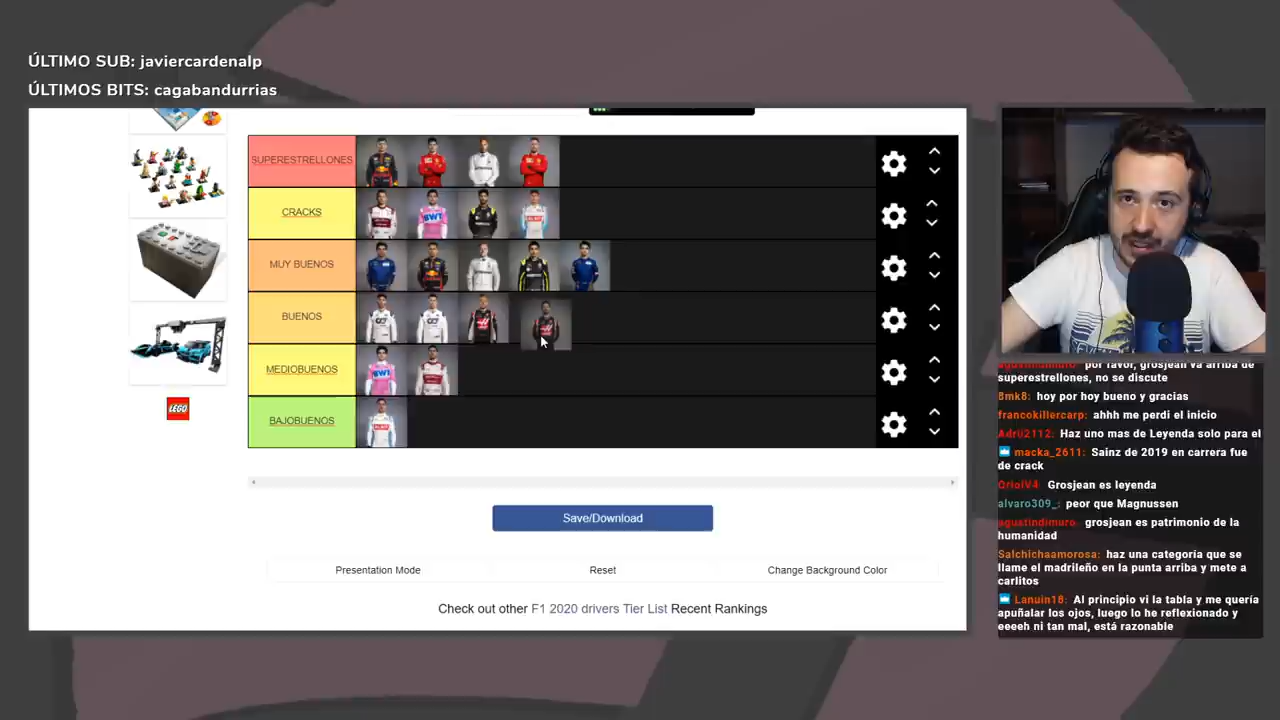 ÚLTIMO SUB: javiercardenalp
ÚLTIMOS BITS: cagabandurrias
SUPERESTRELLONES
CRACKS
MUY BUENOS
BUENOS
MEDIOBUENOS
BAJOBUENOS
LEGO
Save/Download
Presentation Mode
Reset
Change Background Color
Check out other F1 2020 drivers Tier List Recent Rankings
por favor, grosjean va arriba de
superestrellones, no se discute
8mk8: hoy por hoy bueno y gracias
francokillercarp: ahhh me perdi el inicio
Adri2112: Haz uno mas de Leyenda solo para el
macka_2611: Sainz de 2019 en carrera fue
de crack
OriolV4: Grosjean es leyenda
alvaro309_: peor que Magnussen
agustindimuro: grosjean es patrimonio de la
humanidad
Salchichaamorosa: haz una categoría que se
llame el madrileño en la punta arriba y mete a
carlitos
Lanuin18: Al principio vi la tabla y me quería
apuñalar los ojos, luego lo he reflexionado y
eeeeh ni tan mal, está razonable